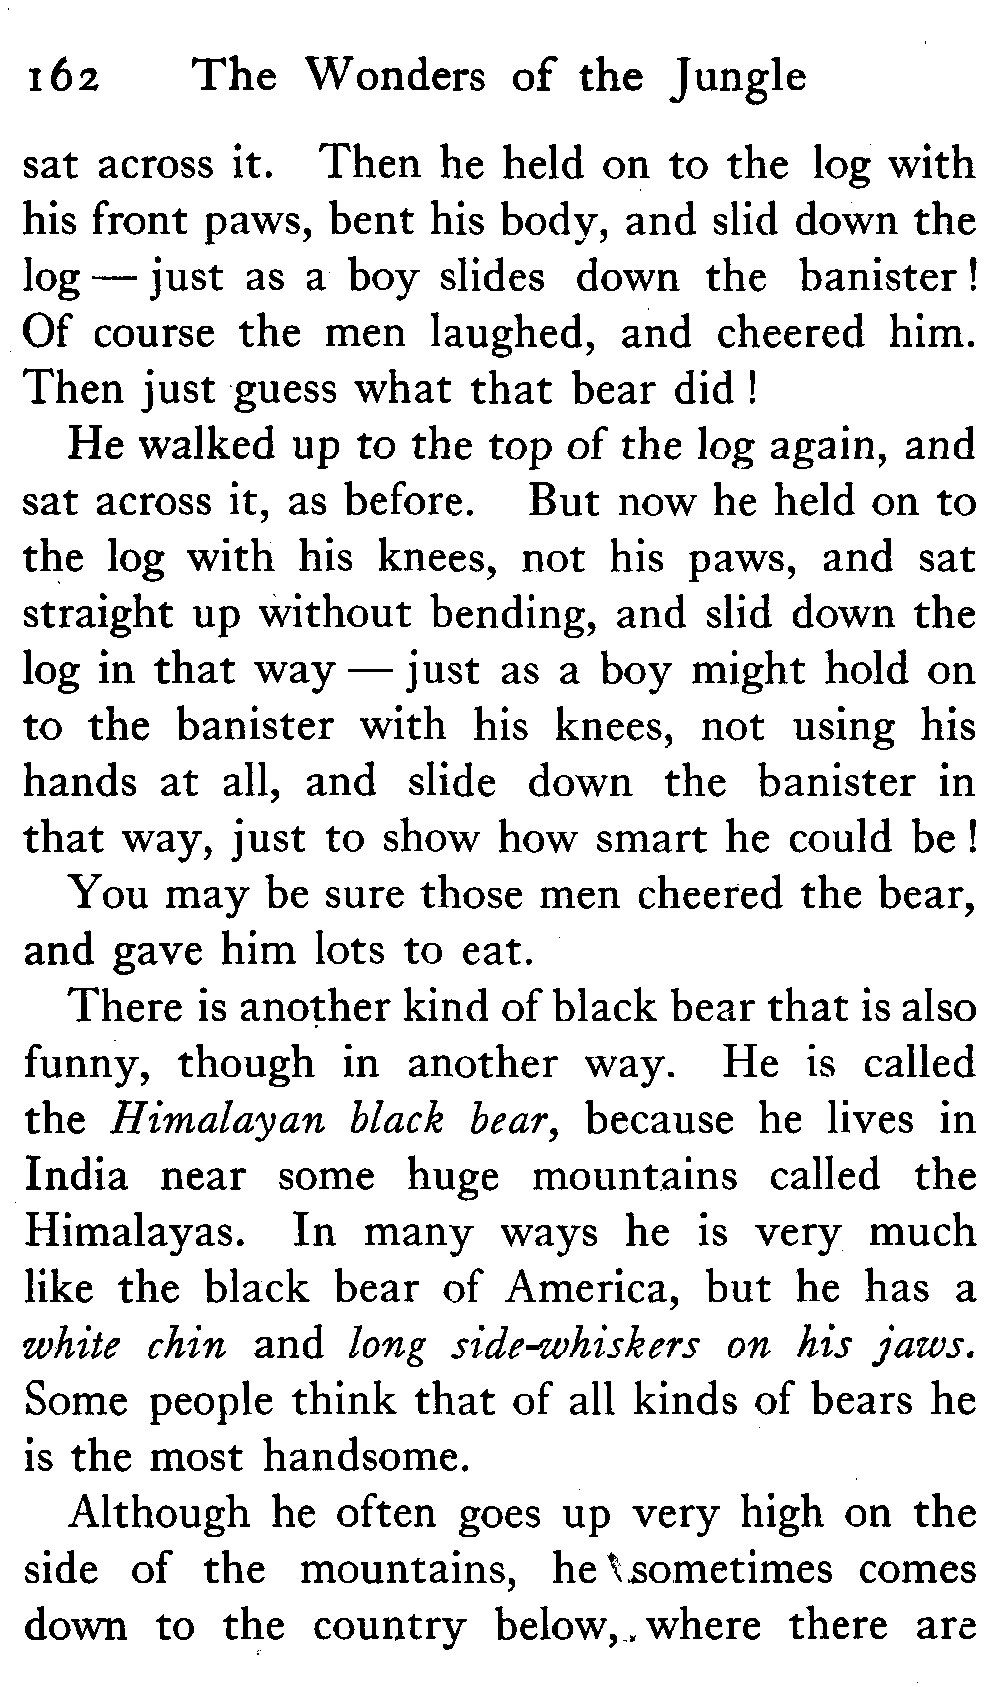 162 The Wonders of the Jungle
sat across it. Then he held on to the log with
his front paws, bent his body, and slid down the
log — just as a boy slides down the banister!
Of course the men laughed, and cheered him.
Then just guess what that bear did!
He walked up to the top of the log again, and
sat across it, as before. But now he held on to
the log with his knees, not his paws, and sat
straight up without bending, and slid down the
log in that way — just as a boy might hold on
to the banister with his knees, not using his
hands at all, and slide down the banister in
that way, just to show how smart he could be!
You may be sure those men cheered the bear,
and gave him lots to eat.
There is another kind of black bear that is also
funny, though in another way. He is called
the Himalayan black bear, because he lives in
India near some huge mountains called the
Himalayas. In many ways he is very much
like the black bear of America, but he has a
white chin and long side-whiskers on his jaws.
Some people think that of all kinds of bears he
is the most handsome.
Although he often goes up very high on the
side of the mountains, he sometimes comes
down to the country below, where there are